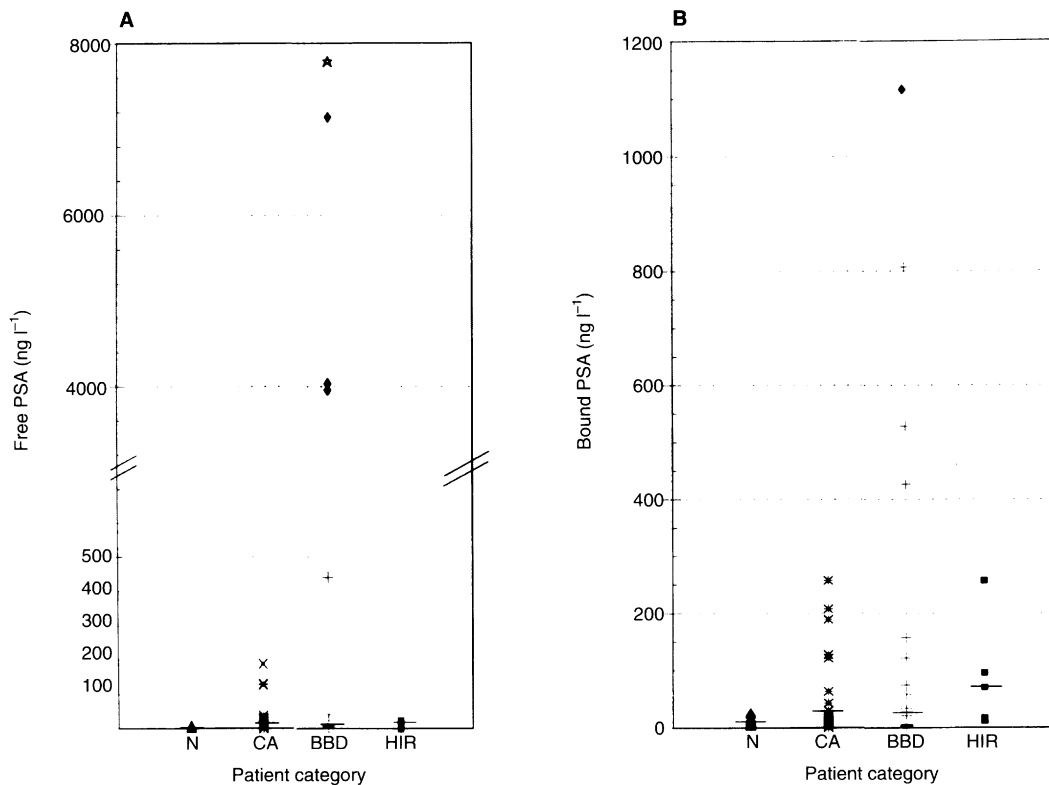 A
8000
6000
4000
500
400
300
200
100
Free PSA (ng l⁻¹)
N CA BBD HIR
Patient category
B
1200
1000
800
600
400
200
0
Bound PSA (ng l⁻¹)
N CA BBD HIR
Patient category